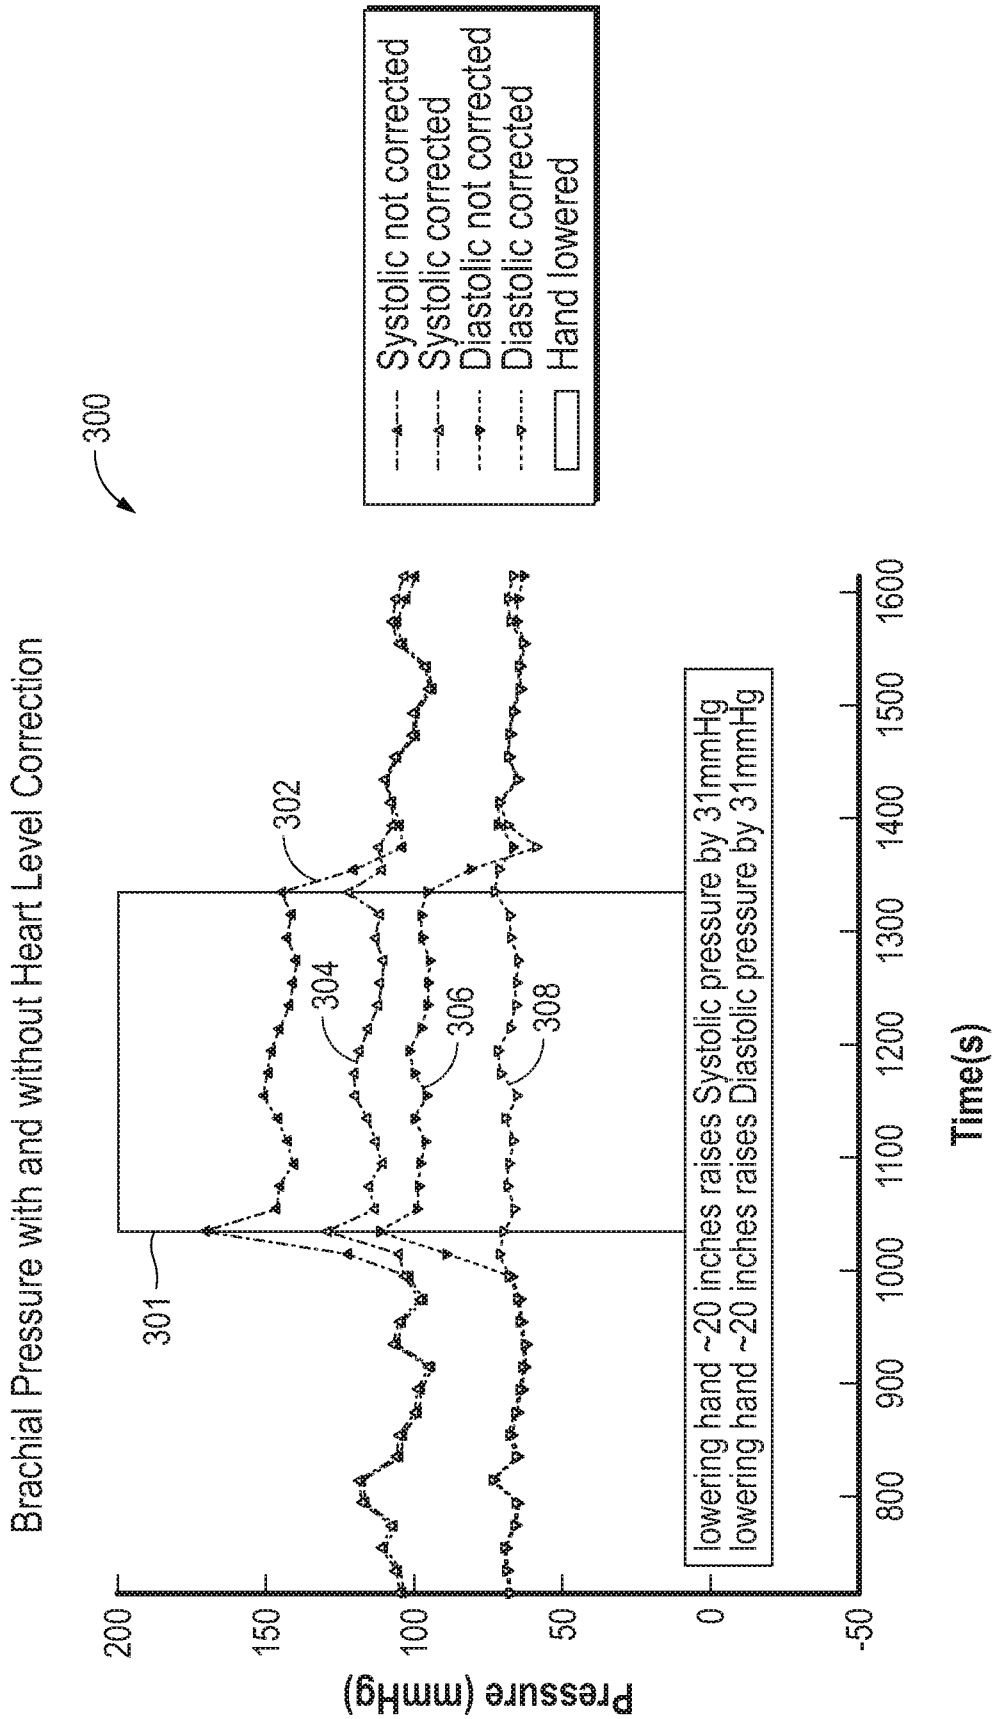 Brachial Pressure with and without Heart Level Correction
300
Systolic not corrected
Systolic corrected
Diastolic not corrected
Diastolic corrected
Hand lowered
301
302
304
306
308
Pressure (mmHg)
200
150
100
50
0
-50
lowering hand ~20 inches raises Systolic pressure by 31mmHg
lowering hand ~20 inches raises Diastolic pressure by 31mmHg
800
900
1000
1100
1200
1300
1400
1500
1600
Time(s)